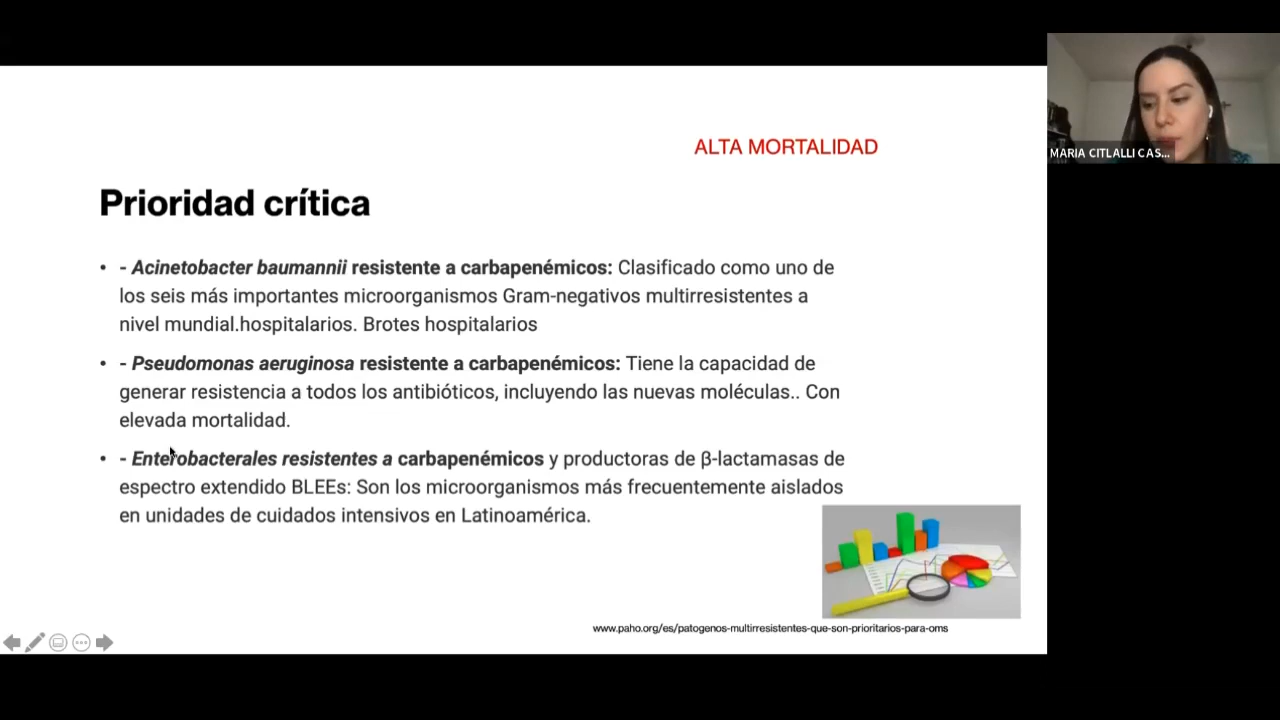 ALTA MORTALIDAD
MARIA CITLALLI CAS...
Prioridad crítica
• - Acinetobacter baumannii resistente a carbapenémicos: Clasificado como uno de
los seis más importantes microorganismos Gram-negativos multirresistentes a
nivel mundial.hospitalarios. Brotes hospitalarios
• - Pseudomonas aeruginosa resistente a carbapenémicos: Tiene la capacidad de
generar resistencia a todos los antibióticos, incluyendo las nuevas moléculas.. Con
elevada mortalidad.
• - Enterobacterales resistentes a carbapenémicos y productoras de β-lactamasas de
espectro extendido BLEEs: Son los microorganismos más frecuentemente aislados
en unidades de cuidados intensivos en Latinoamérica.
www.paho.org/es/patogenos-multirresistentes-que-son-prioritarios-para-oms